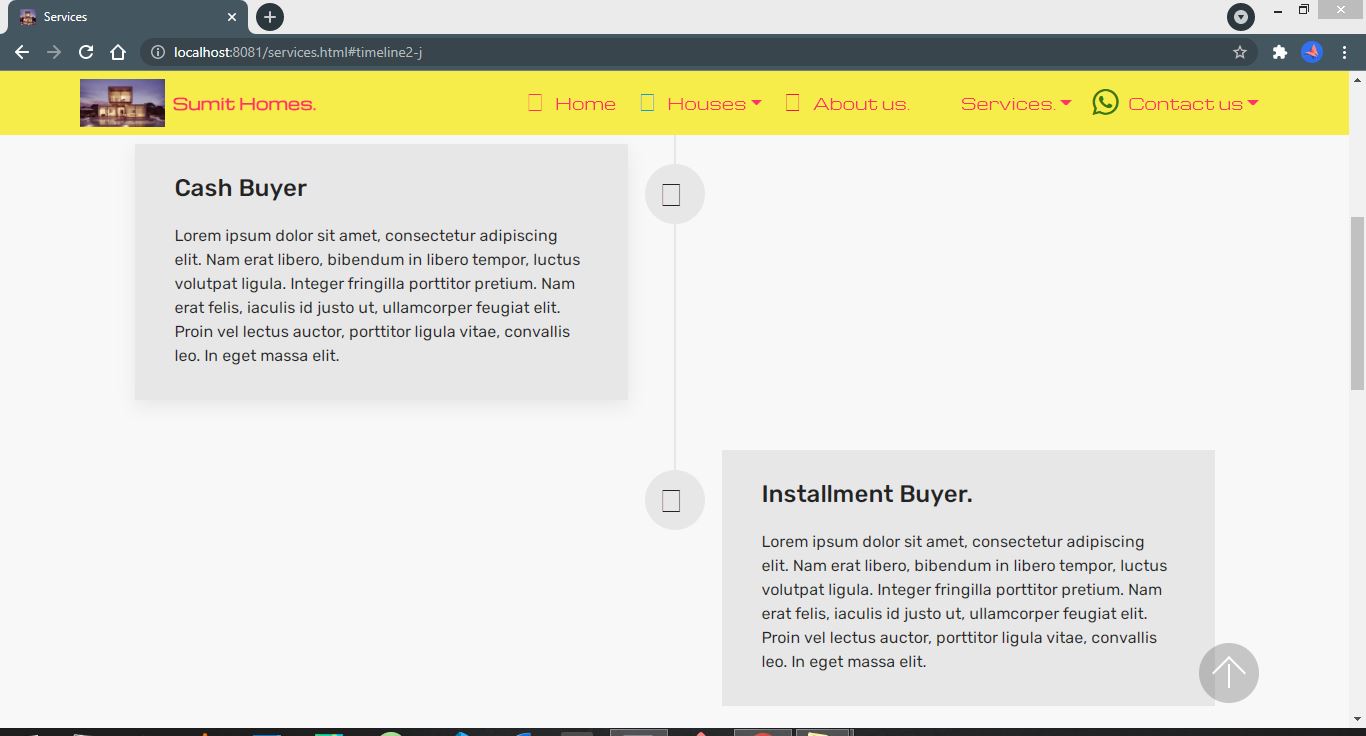 Services
localhost:8081/services.html#timeline2-j
Sumit Homes.
Home
Houses
About us.
Services.
Contact us
Cash Buyer
Lorem ipsum dolor sit amet, consectetur adipiscing
elit. Nam erat libero, bibendum in libero tempor, luctus
volutpat ligula. Integer fringilla porttitor pretium. Nam
erat felis, iaculis id justo ut, ullamcorper feugiat elit.
Proin vel lectus auctor, porttitor ligula vitae, convallis
leo. In eget massa elit.
Installment Buyer.
Lorem ipsum dolor sit amet, consectetur adipiscing
elit. Nam erat libero, bibendum in libero tempor, luctus
volutpat ligula. Integer fringilla porttitor pretium. Nam
erat felis, iaculis id justo ut, ullamcorper feugiat elit.
Proin vel lectus auctor, porttitor ligula vitae, convallis
leo. In eget massa elit.